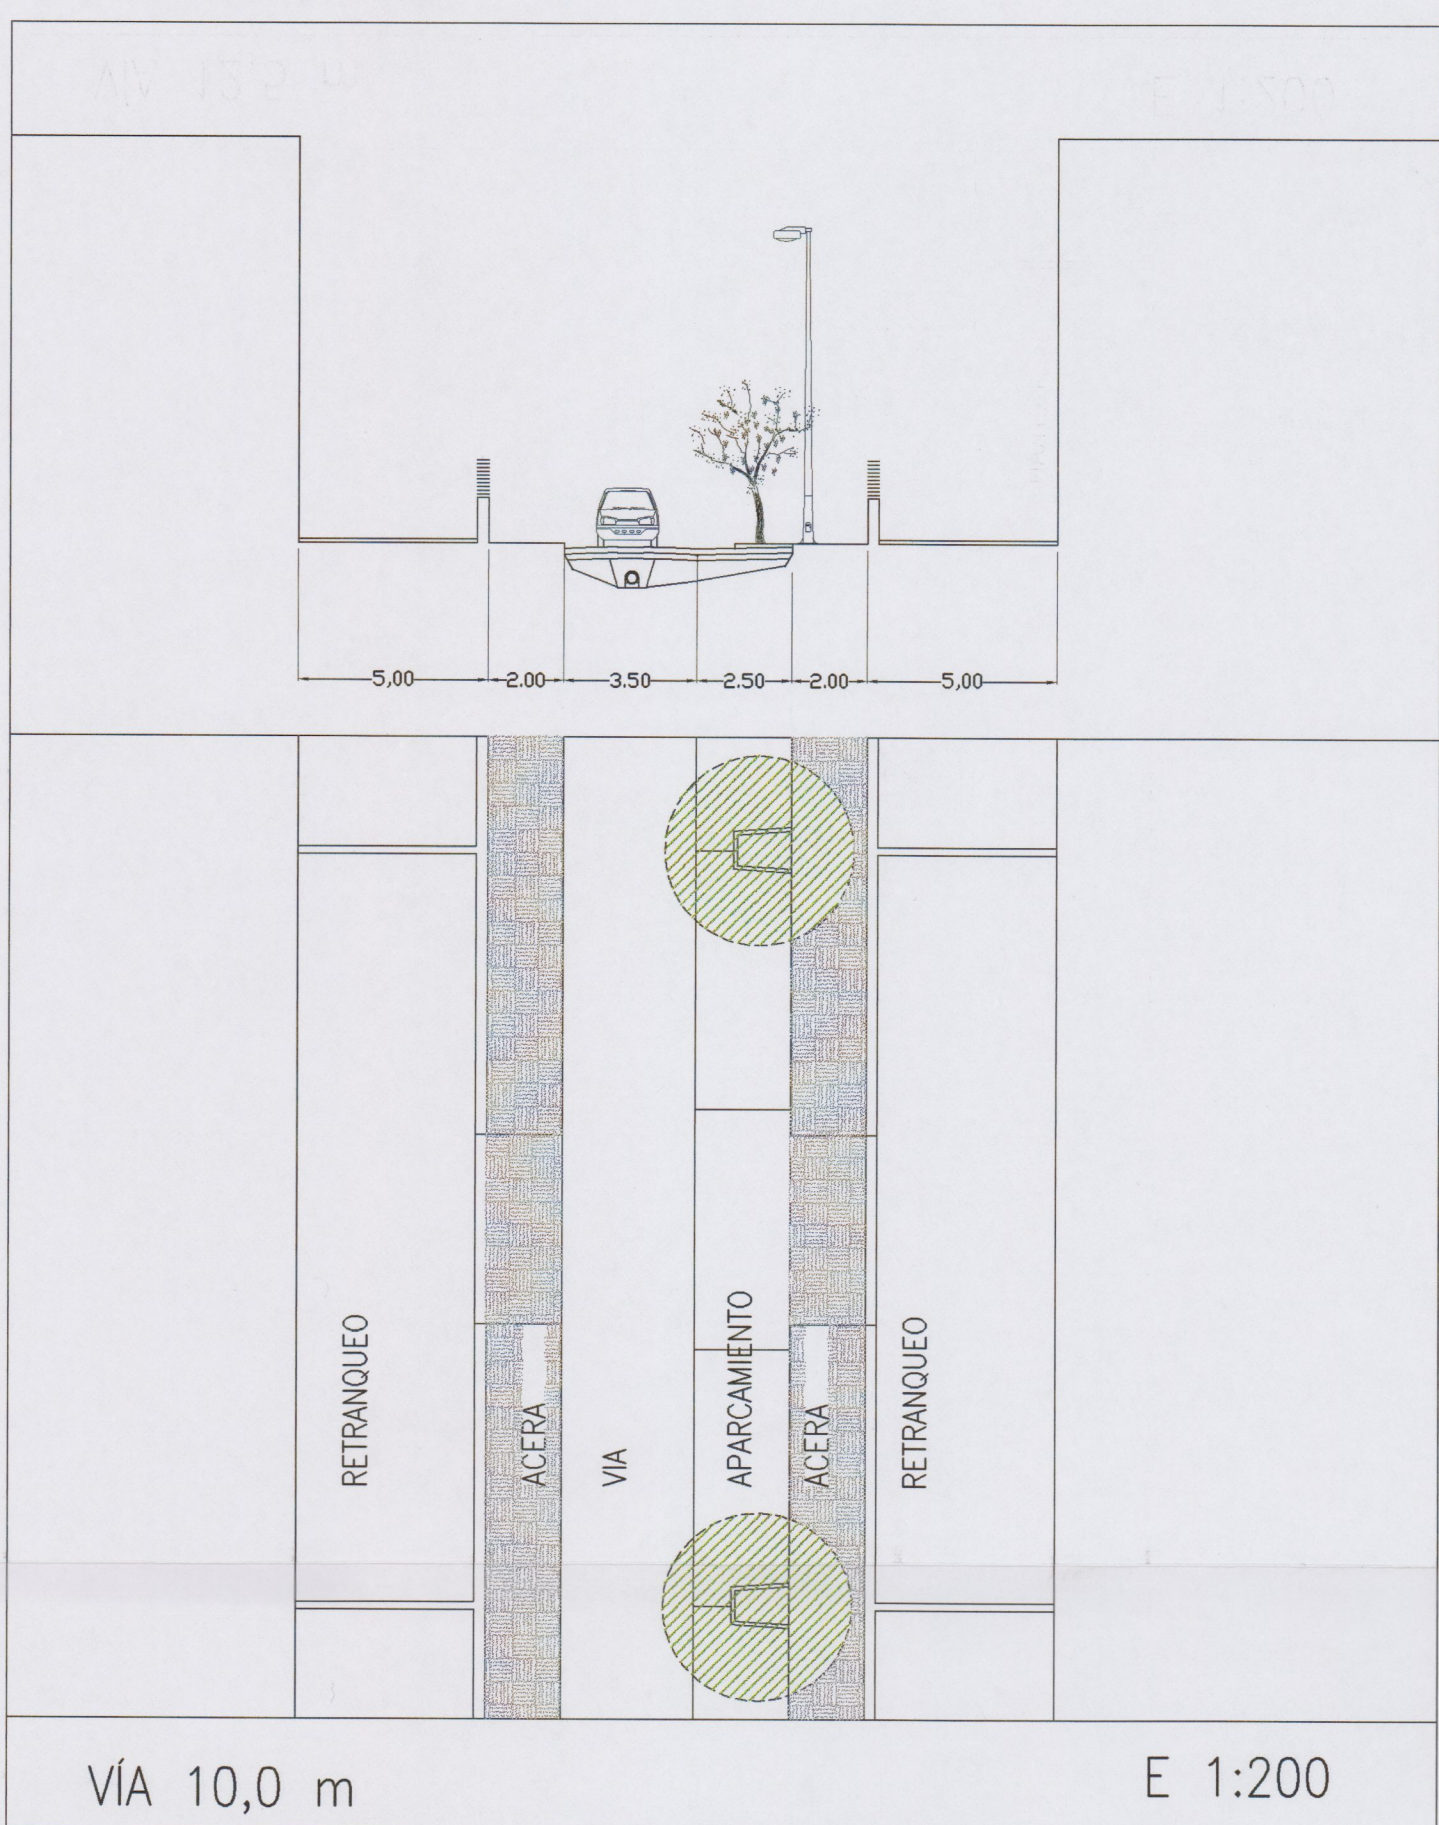 5,00 2.00 3.50 2.50 2.00 5,00
RETRANQUEO
ACERA
VIA
APARCAMIENTO
ACERA
RETRANQUEO
VÍA 10,0 m
E 1:200